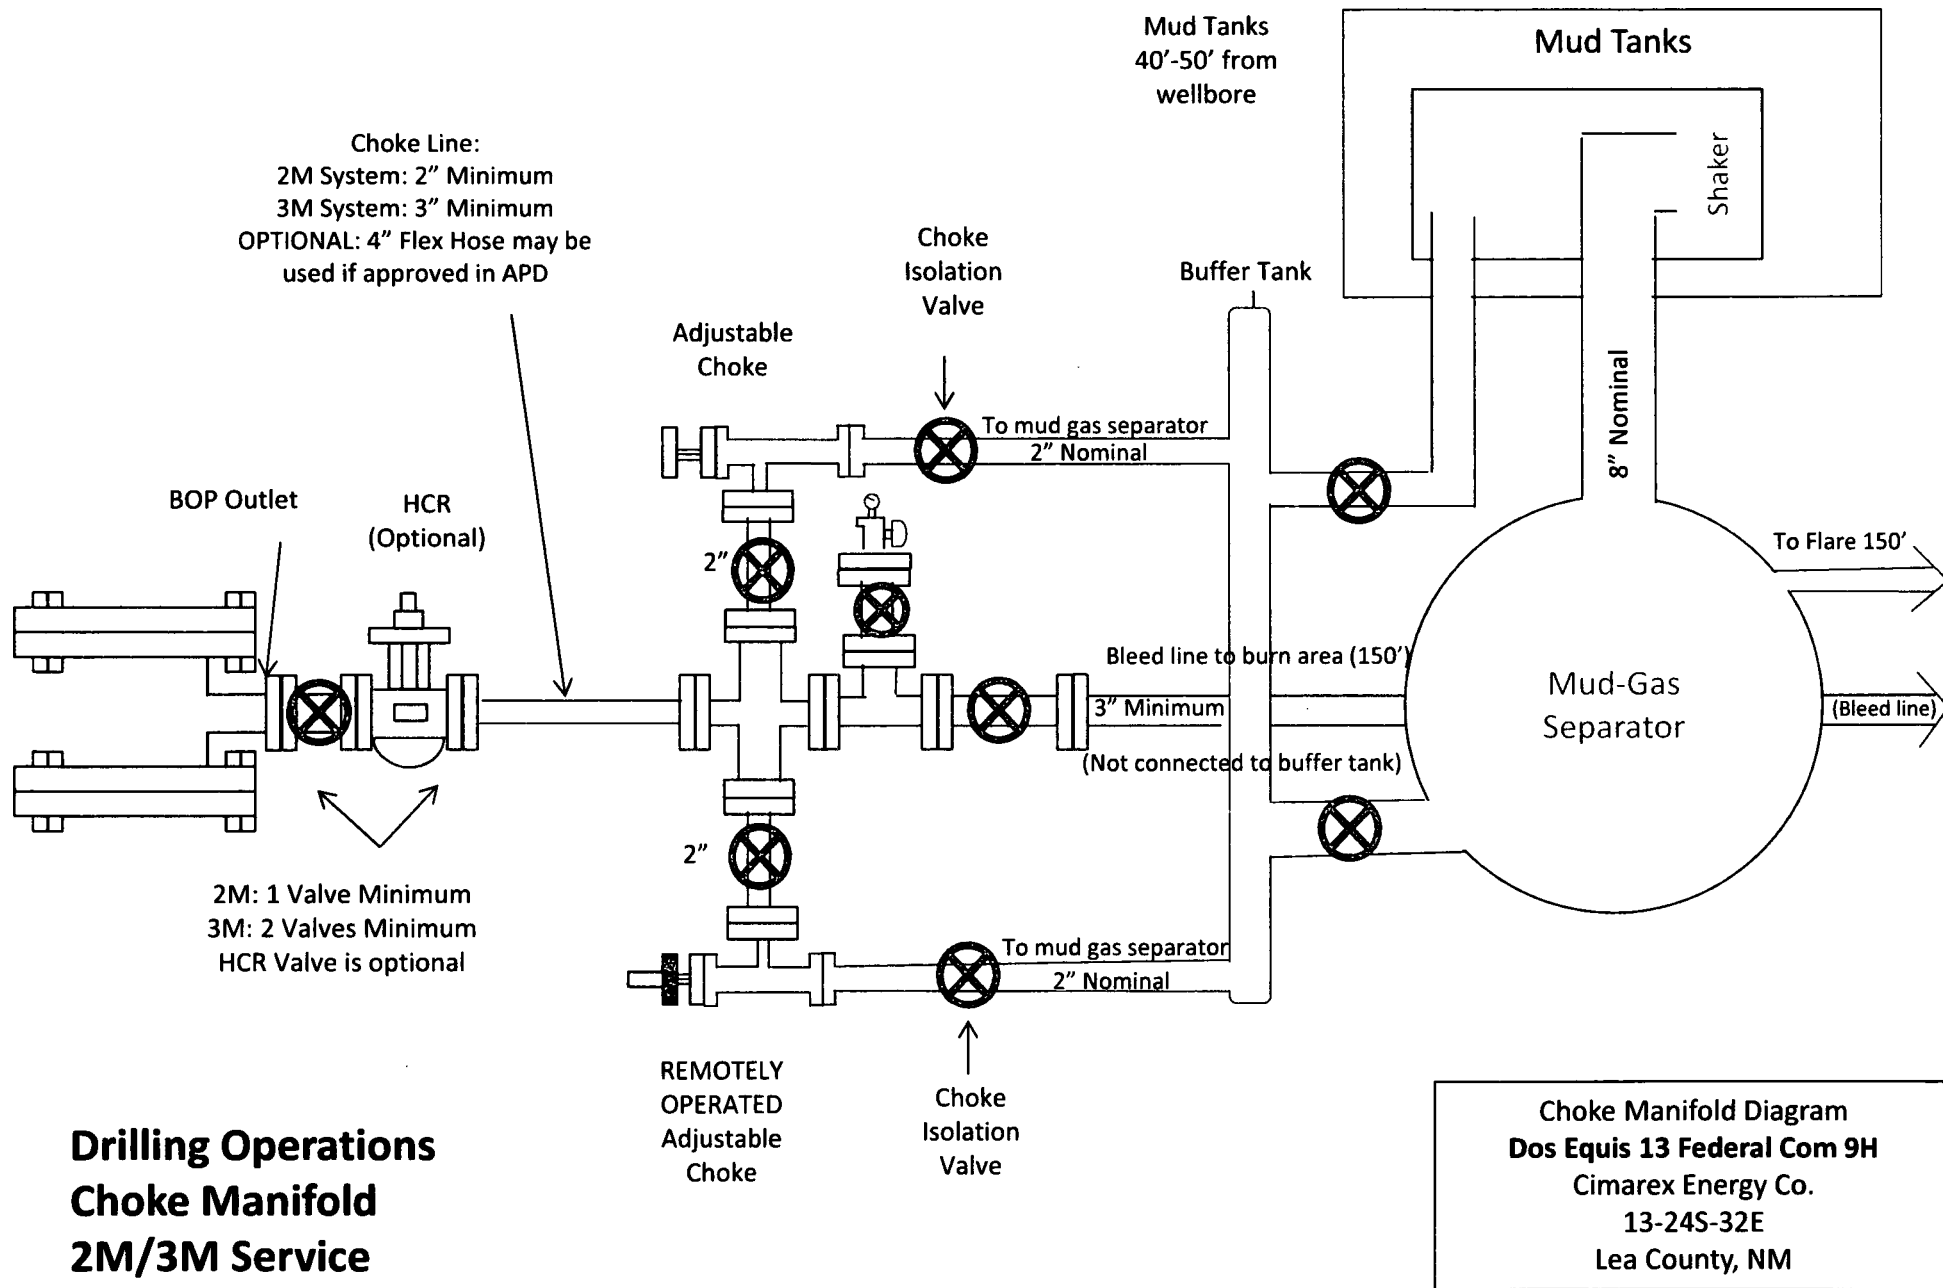 Mud Tanks
40’-50’ from
wellbore
Mud Tanks
Shaker
Choke Line:
2M System: 2” Minimum
3M System: 3” Minimum
OPTIONAL: 4” Flex Hose may be
used if approved in APD
Choke
Isolation
Valve
Buffer Tank
Adjustable
Choke
8” Nominal
To mud gas separator
2” Nominal
BOP Outlet
HCR
(Optional)
2”
To Flare 150’
Bleed line to burn area (150’)
3” Minimum
(Not connected to buffer tank)
Mud-Gas
Separator
(Bleed line)
2”
2M: 1 Valve Minimum
3M: 2 Valves Minimum
HCR Valve is optional
To mud gas separator
2” Nominal
REMOTELY
OPERATED
Adjustable
Choke
Choke
Isolation
Valve
Drilling Operations
Choke Manifold
2M/3M Service
Choke Manifold Diagram
Dos Equis 13 Federal Com 9H
Cimarex Energy Co.
13-24S-32E
Lea County, NM